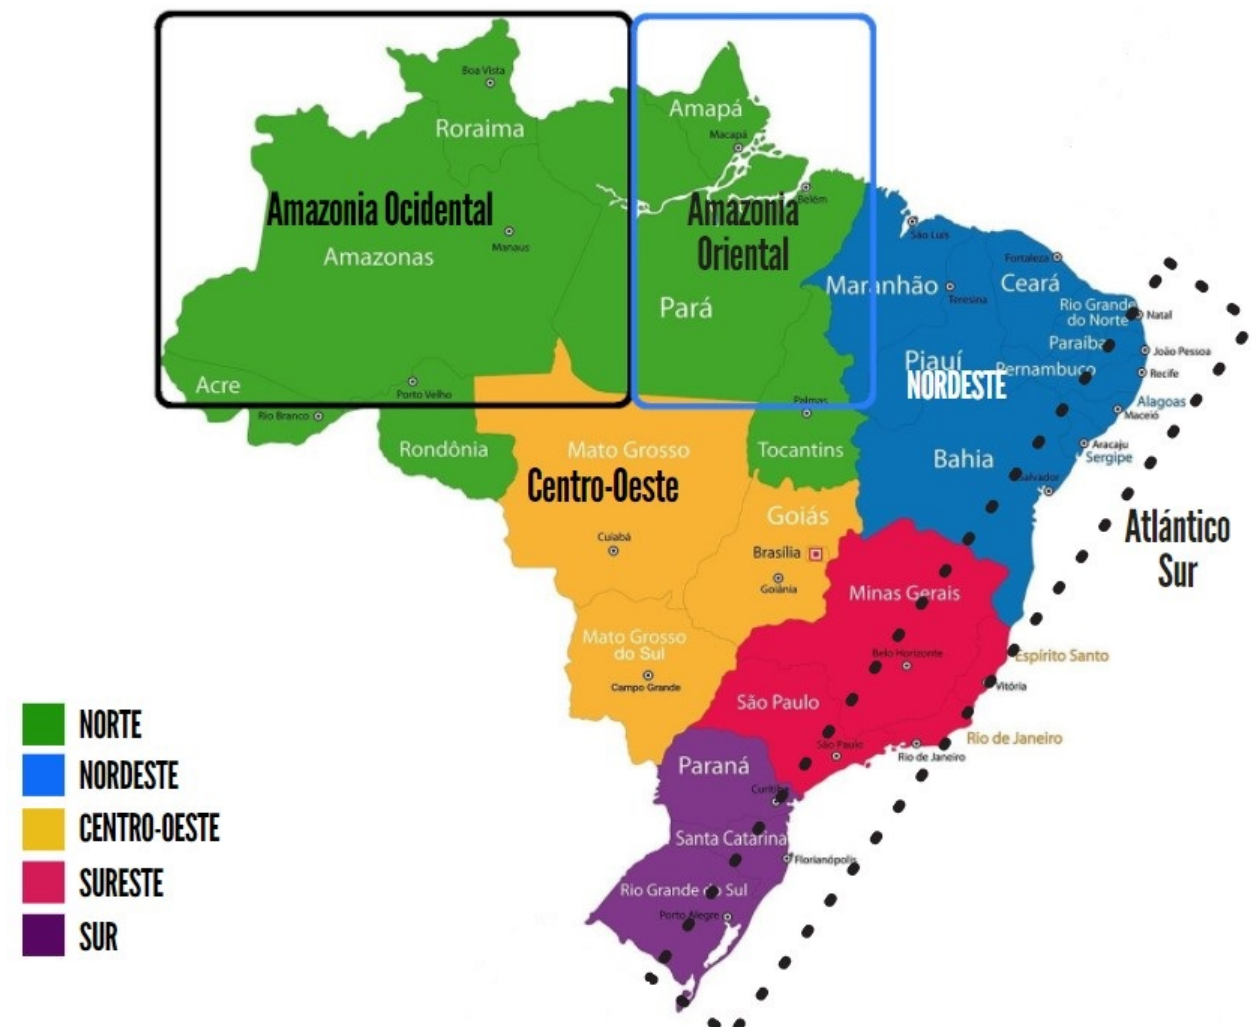 Boa Vista
Roraima
Amapá
Macapá
Amazonia Ocidental
Amazonia
Oriental
Belém
Manaus
Amazonas
São Luis
Maranhão
Teresina
Fortaleza
Ceará
Pará
Rio Grande
do Norte
Natal
Paraíba
João Pessoa
Piauí
Pernambuco
Recife
NORDESTE
Acre
Porto Velho
Rio Branco
Palmas
Alagoas
Maceió
Rondônia
Mato Grosso
Tocantins
Bahia
Aracaju
Sergipe
Salvador
Centro-Oeste
Goiás
Atlántico
Sur
Cuiabá
Brasília
Goiânia
Minas Gerais
Mato Grosso
do Sul
Belo Horizonte
Espírito Santo
Campo Grande
Vitória
São Paulo
São Paulo
Rio de Janeiro
Rio de Janeiro
Paraná
Curitiba
Santa Catarina
Florianópolis
Rio Grande do Sul
Porto Alegre
NORTE
NORDESTE
CENTRO-OESTE
SURESTE
SUR